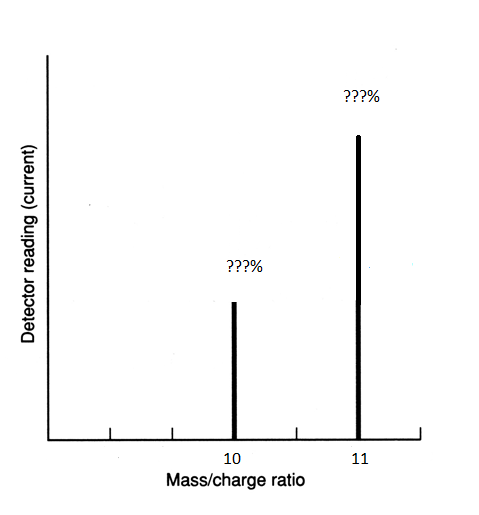 ???%
???%
Detector reading (current)
10
11
Mass/charge ratio